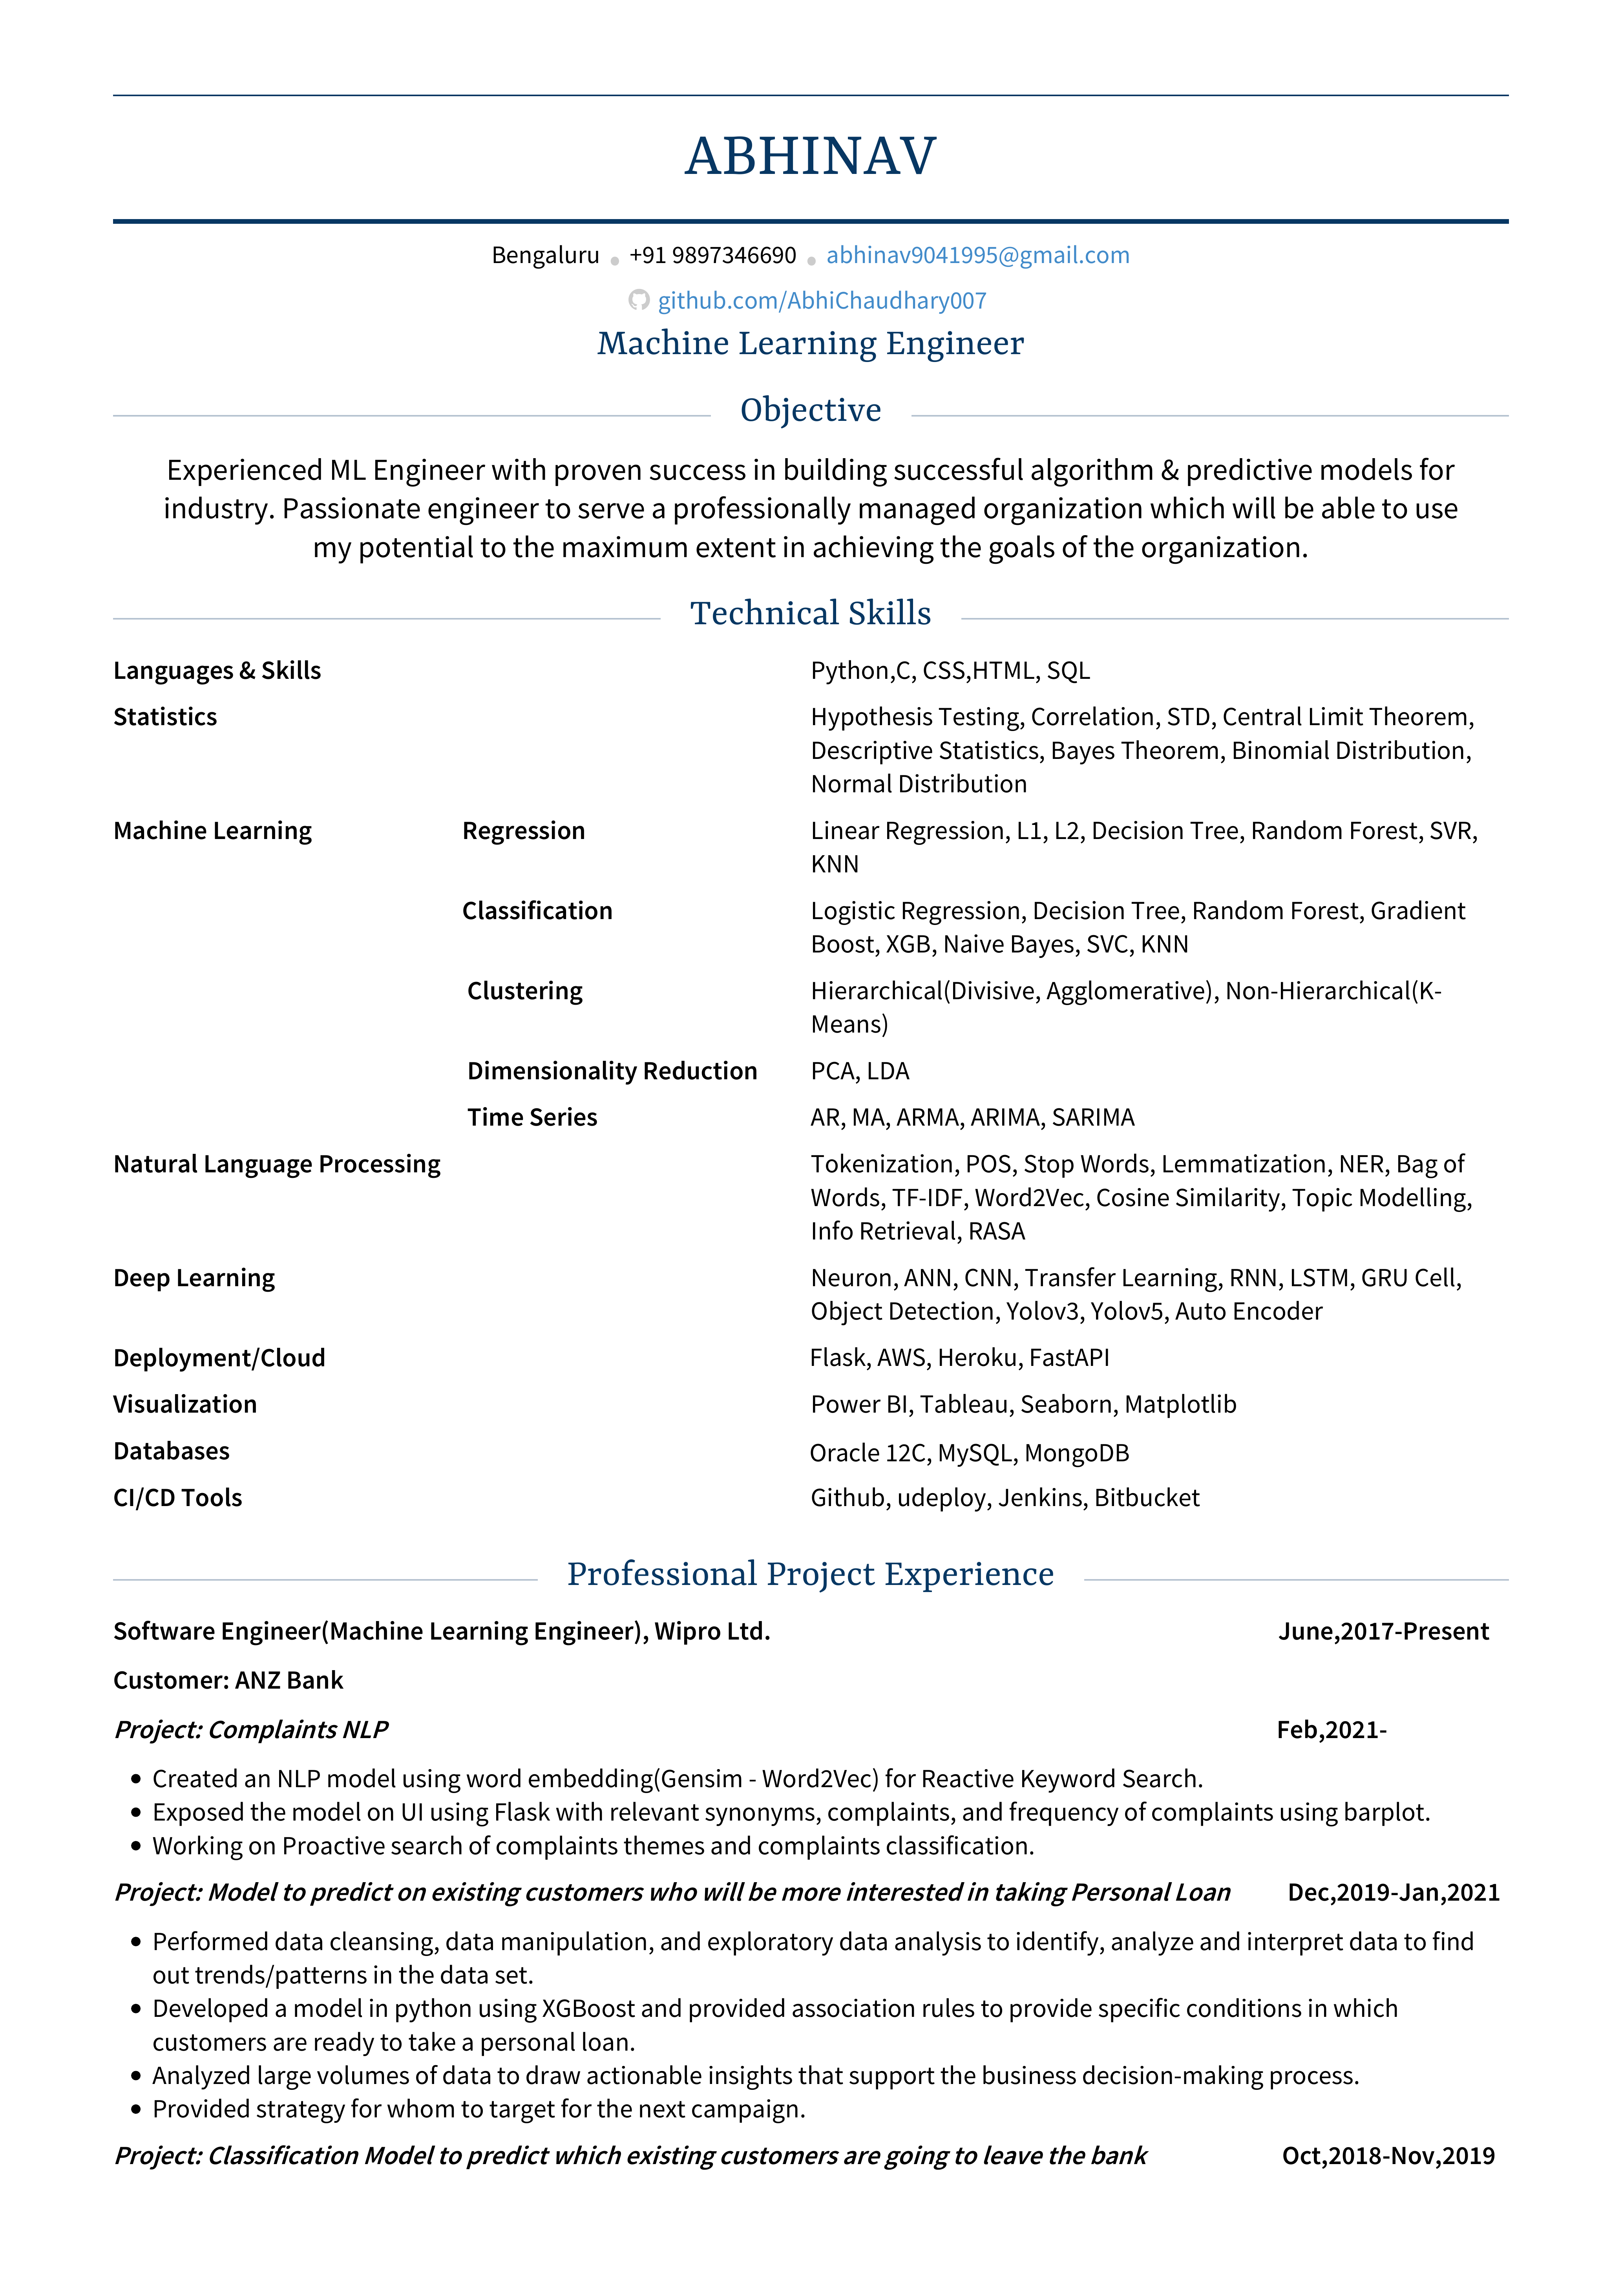 ABHINAV
Bengaluru ● +91 9897346690 ● abhinav9041995@gmail.com
github.com/AbhiChaudhary007
Machine Learning Engineer
Objective
Experienced ML Engineer with proven success in building successful algorithm & predictive models for
industry. Passionate engineer to serve a professionally managed organization which will be able to use
my potential to the maximum extent in achieving the goals of the organization.
Technical Skills
Languages & Skills Python,C, CSS,HTML, SQL
Statistics Hypothesis Testing, Correlation, STD, Central Limit Theorem,
Descriptive Statistics, Bayes Theorem, Binomial Distribution,
Normal Distribution
Machine Learning Regression Linear Regression, L1, L2, Decision Tree, Random Forest, SVR,
KNN
Classification Logistic Regression, Decision Tree, Random Forest, Gradient
Boost, XGB, Naive Bayes, SVC, KNN
Clustering Hierarchical(Divisive, Agglomerative), Non-Hierarchical(K-
Means)
Dimensionality Reduction PCA, LDA
Time Series AR, MA, ARMA, ARIMA, SARIMA
Natural Language Processing Tokenization, POS, Stop Words, Lemmatization, NER, Bag of
Words, TF-IDF, Word2Vec, Cosine Similarity, Topic Modelling,
Info Retrieval, RASA
Deep Learning Neuron, ANN, CNN, Transfer Learning, RNN, LSTM, GRU Cell,
Object Detection, Yolov3, Yolov5, Auto Encoder
Deployment/Cloud Flask, AWS, Heroku, FastAPI
Visualization Power BI, Tableau, Seaborn, Matplotlib
Databases Oracle 12C, MySQL, MongoDB
CI/CD Tools Github, udeploy, Jenkins, Bitbucket
Professional Project Experience
Software Engineer(Machine Learning Engineer), Wipro Ltd. June,2017-Present
Customer: ANZ Bank
Project: Complaints NLP Feb,2021-
● Created an NLP model using word embedding(Gensim - Word2Vec) for Reactive Keyword Search.
● Exposed the model on UI using Flask with relevant synonyms, complaints, and frequency of complaints using barplot.
● Working on Proactive search of complaints themes and complaints classification.
Project: Model to predict on existing customers who will be more interested in taking Personal Loan Dec,2019-Jan,2021
● Performed data cleansing, data manipulation, and exploratory data analysis to identify, analyze and interpret data to find
out trends/patterns in the data set.
● Developed a model in python using XGBoost and provided association rules to provide specific conditions in which
customers are ready to take a personal loan.
● Analyzed large volumes of data to draw actionable insights that support the business decision-making process.
● Provided strategy for whom to target for the next campaign.
Project: Classification Model to predict which existing customers are going to leave the bank Oct,2018-Nov,2019